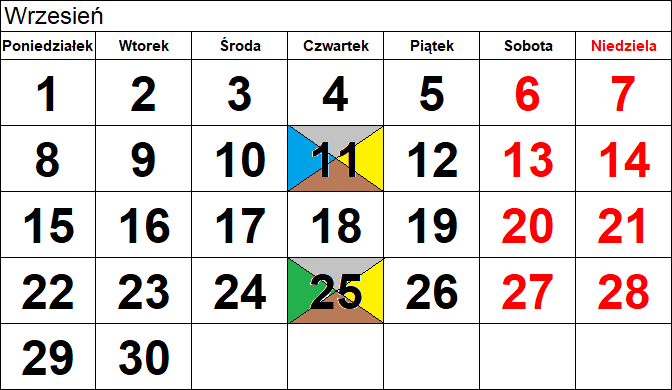 Wrzesień
Poniedziałek Wtorek Środa Czwartek Piątek Sobota Niedziela
1 2 3 4 5 6 7
8 9 10 11 12 13 14
15 16 17 18 19 20 21
22 23 24 25 26 27 28
29 30